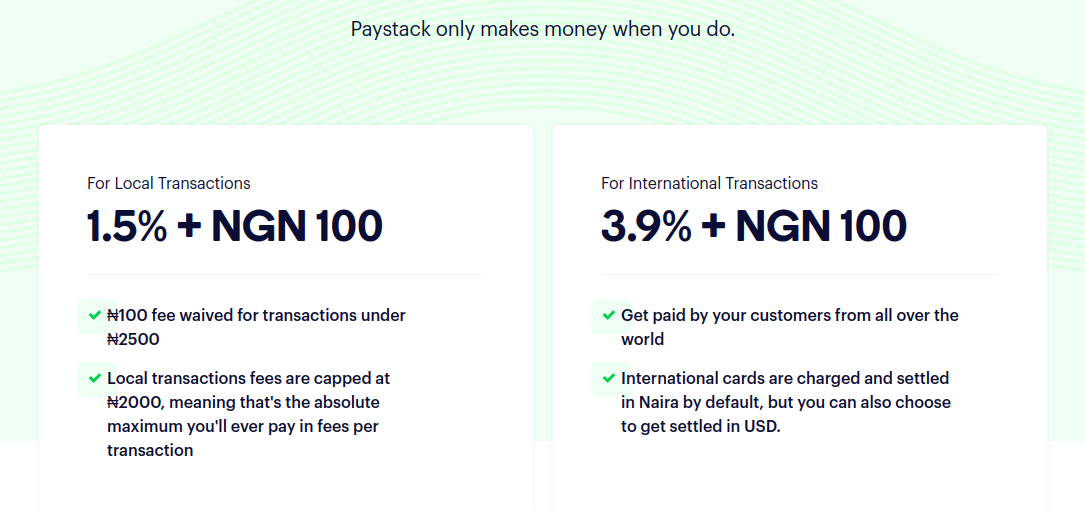 Paystack only makes money when you do.
For Local Transactions
1.5% + NGN 100
₦100 fee waived for transactions under
₦2500
Local transactions fees are capped at
₦2000, meaning that's the absolute
maximum you'll ever pay in fees per
transaction
For International Transactions
3.9% + NGN 100
Get paid by your customers from all over the
world
International cards are charged and settled
in Naira by default, but you can also choose
to get settled in USD.